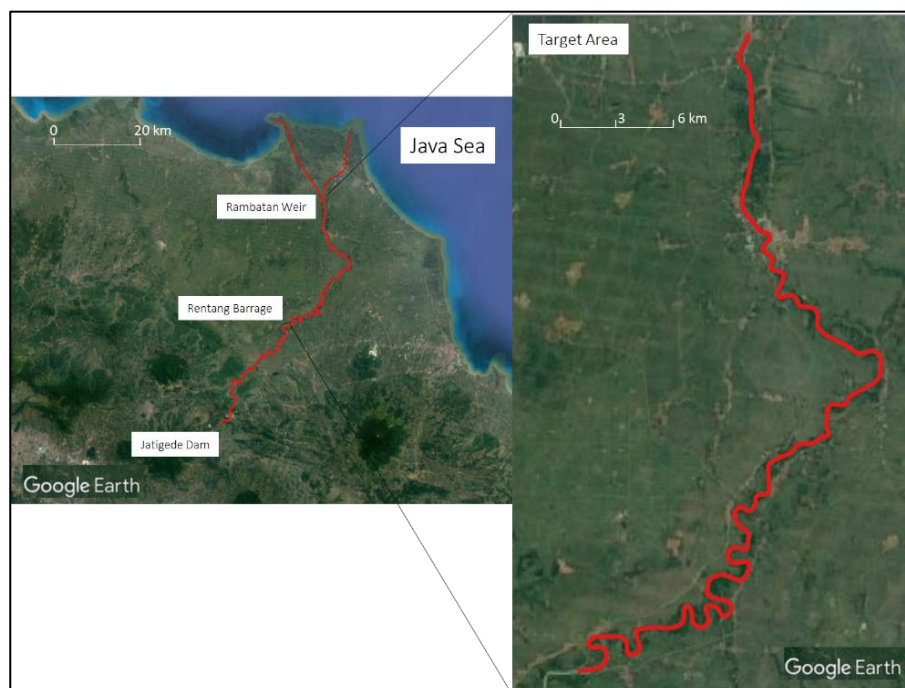 Target Area
0 20 km
Java Sea
0 3 6 km
Rambatan Weir
Rentang Barrage
Jatigede Dam
Google Earth
Google Earth